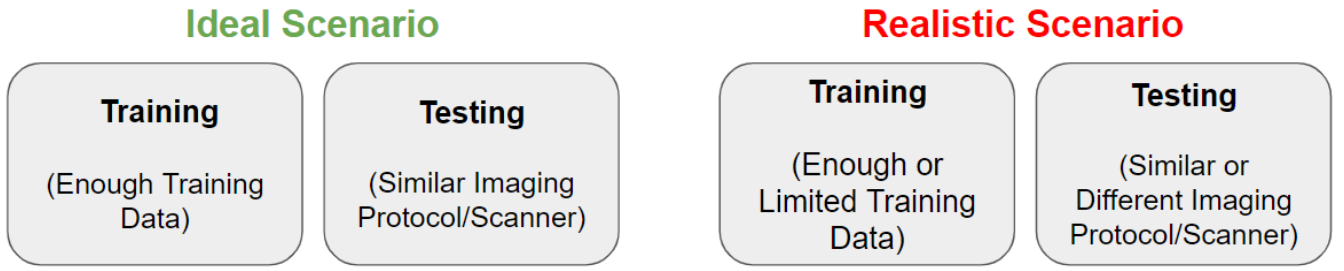 Ideal Scenario
Training
(Enough Training
Data)
Testing
(Similar Imaging
Protocol/Scanner)
Realistic Scenario
Training
(Enough or
Limited Training
Data)
Testing
(Similar or
Different Imaging
Protocol/Scanner)